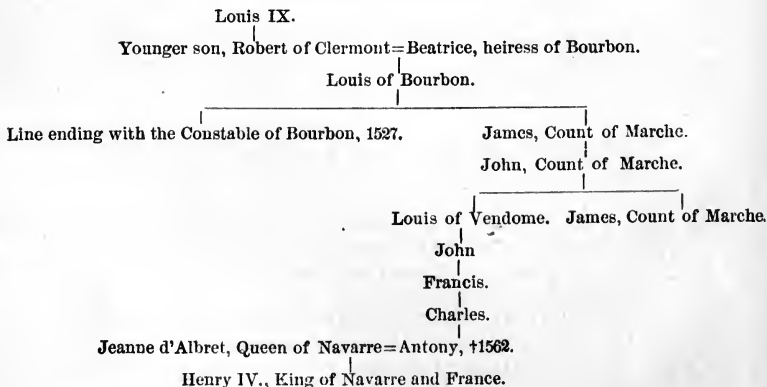 Louis IX.
Younger son, Robert of Clermont=Beatrice, heiress of Bourbon.
Louis of Bourbon.
Line ending with the Constable of Bourbon, 1527. James, Count of Marche.
John, Count of Marche.
Louis of Vendome. James, Count of Marche.
John
Francis.
Charles.
Jeanne d'Albret, Queen of Navarre=Antony, †1562.
Henry IV., King of Navarre and France.